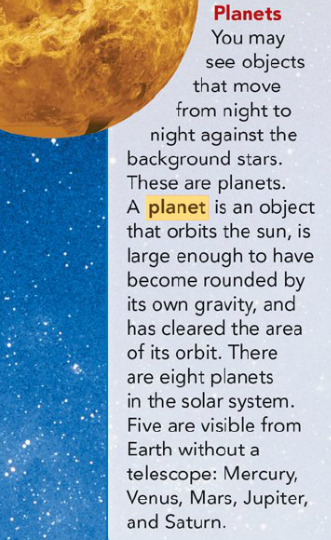 Planets
You may
see objects
that move
from night to
night against the
background stars.
These are planets.
A planet is an object
that orbits the sun, is
large enough to have
become rounded by
its own gravity, and
has cleared the area
of its orbit. There
are eight planets
in the solar system.
Five are visible from
Earth without a
telescope: Mercury,
Venus, Mars, Jupiter,
and Saturn.